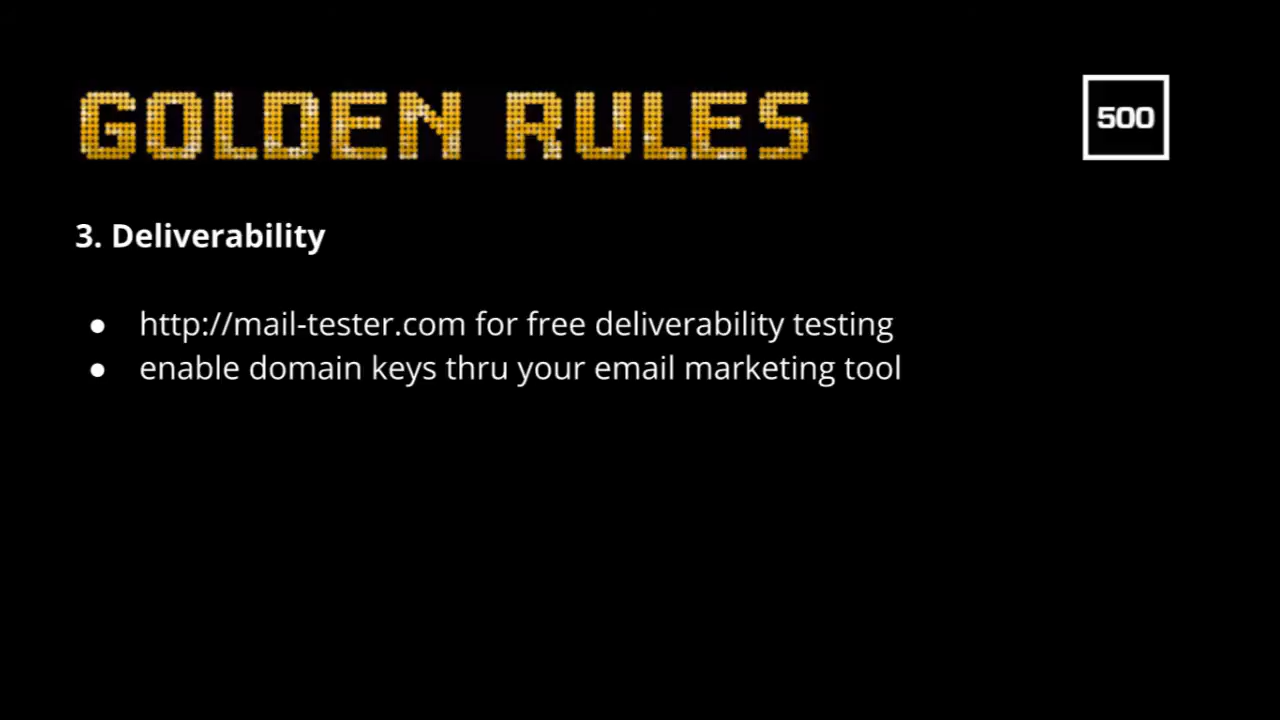 GOLDEN RULES
500
3. Deliverability
● http://mail-tester.com for free deliverability testing
● enable domain keys thru your email marketing tool